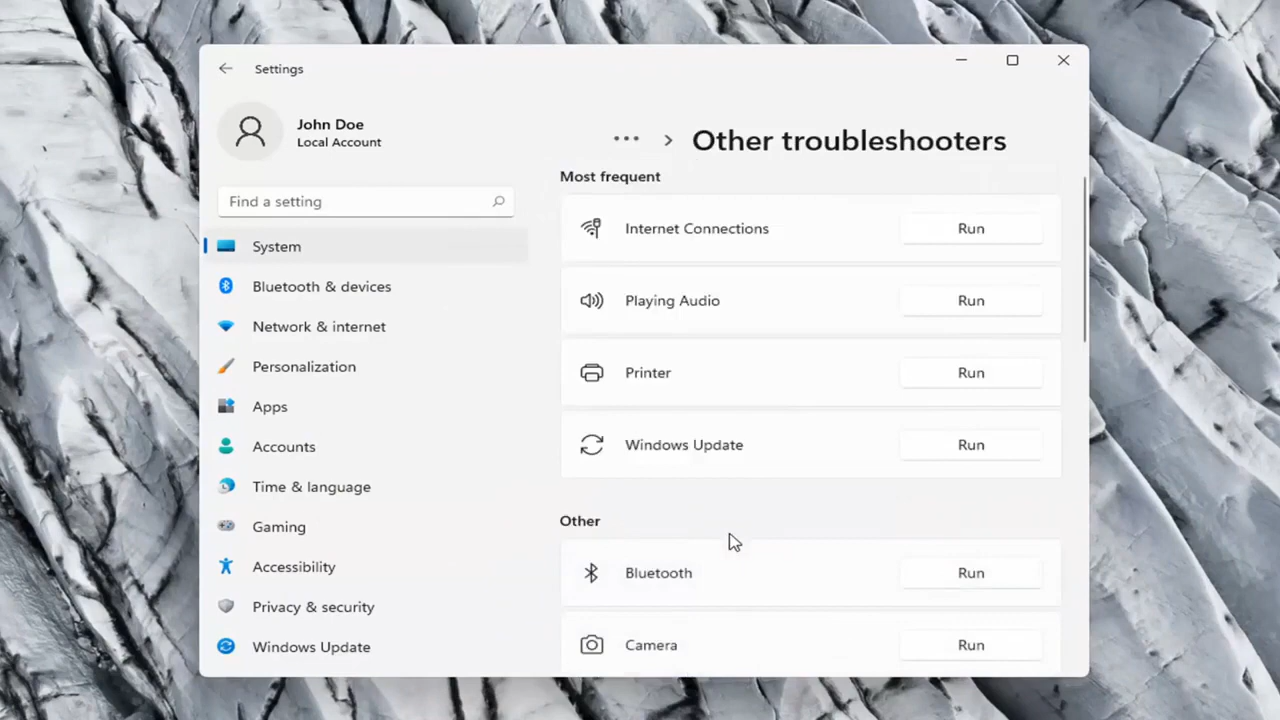 Settings
John Doe
Local Account
Find a setting
System
Bluetooth & devices
Network & internet
Personalization
Apps
Accounts
Time & language
Gaming
Accessibility
Privacy & security
Windows Update
... > Other troubleshooters
Most frequent
Internet Connections Run
Playing Audio Run
Printer Run
Windows Update Run
Other
Bluetooth Run
Camera Run